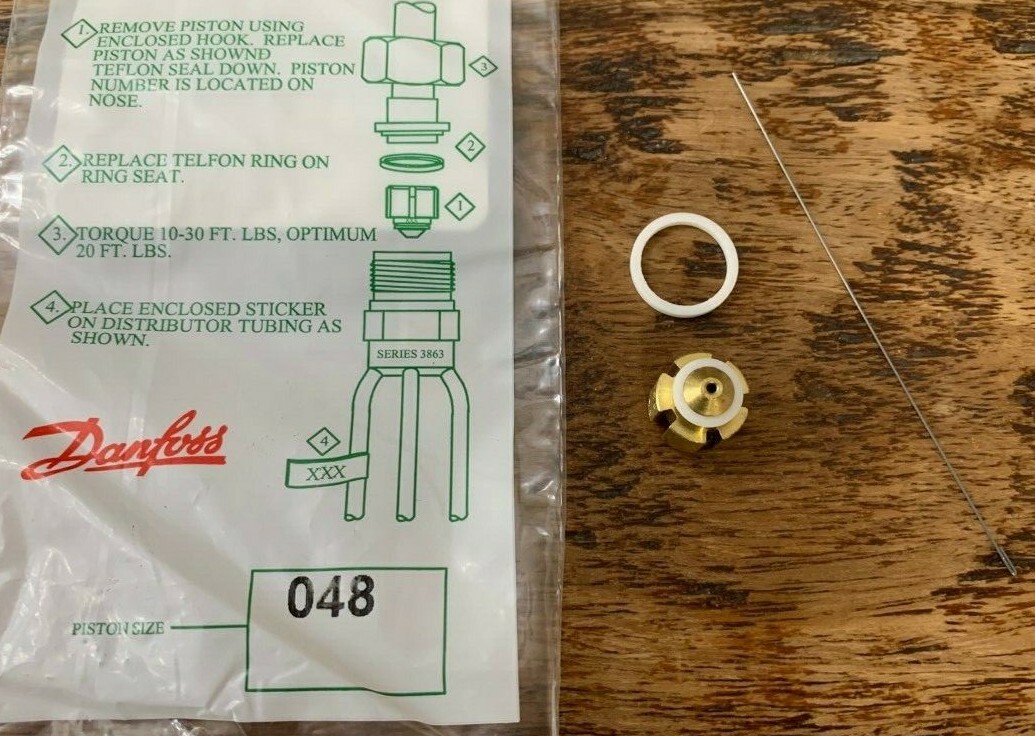 1. REMOVE PISTON USING
ENCLOSED HOOK. REPLACE
PISTON AS SHOWNÐ
TEFLON SEAL DOWN. PISTON
NUMBER IS LOCATED ON
NOSE.
3
2
2. REPLACE TELFON RING ON
RING SEAT.
1
XXX
3. TORQUE 10-30 FT. LBS, OPTIMUM
20 FT. LBS.
4. PLACE ENCLOSED STICKER
ON DISTRIBUTOR TUBING AS
SHOWN.
SERIES 3863
Danfoss
4
XXX
048
PISTON SIZE